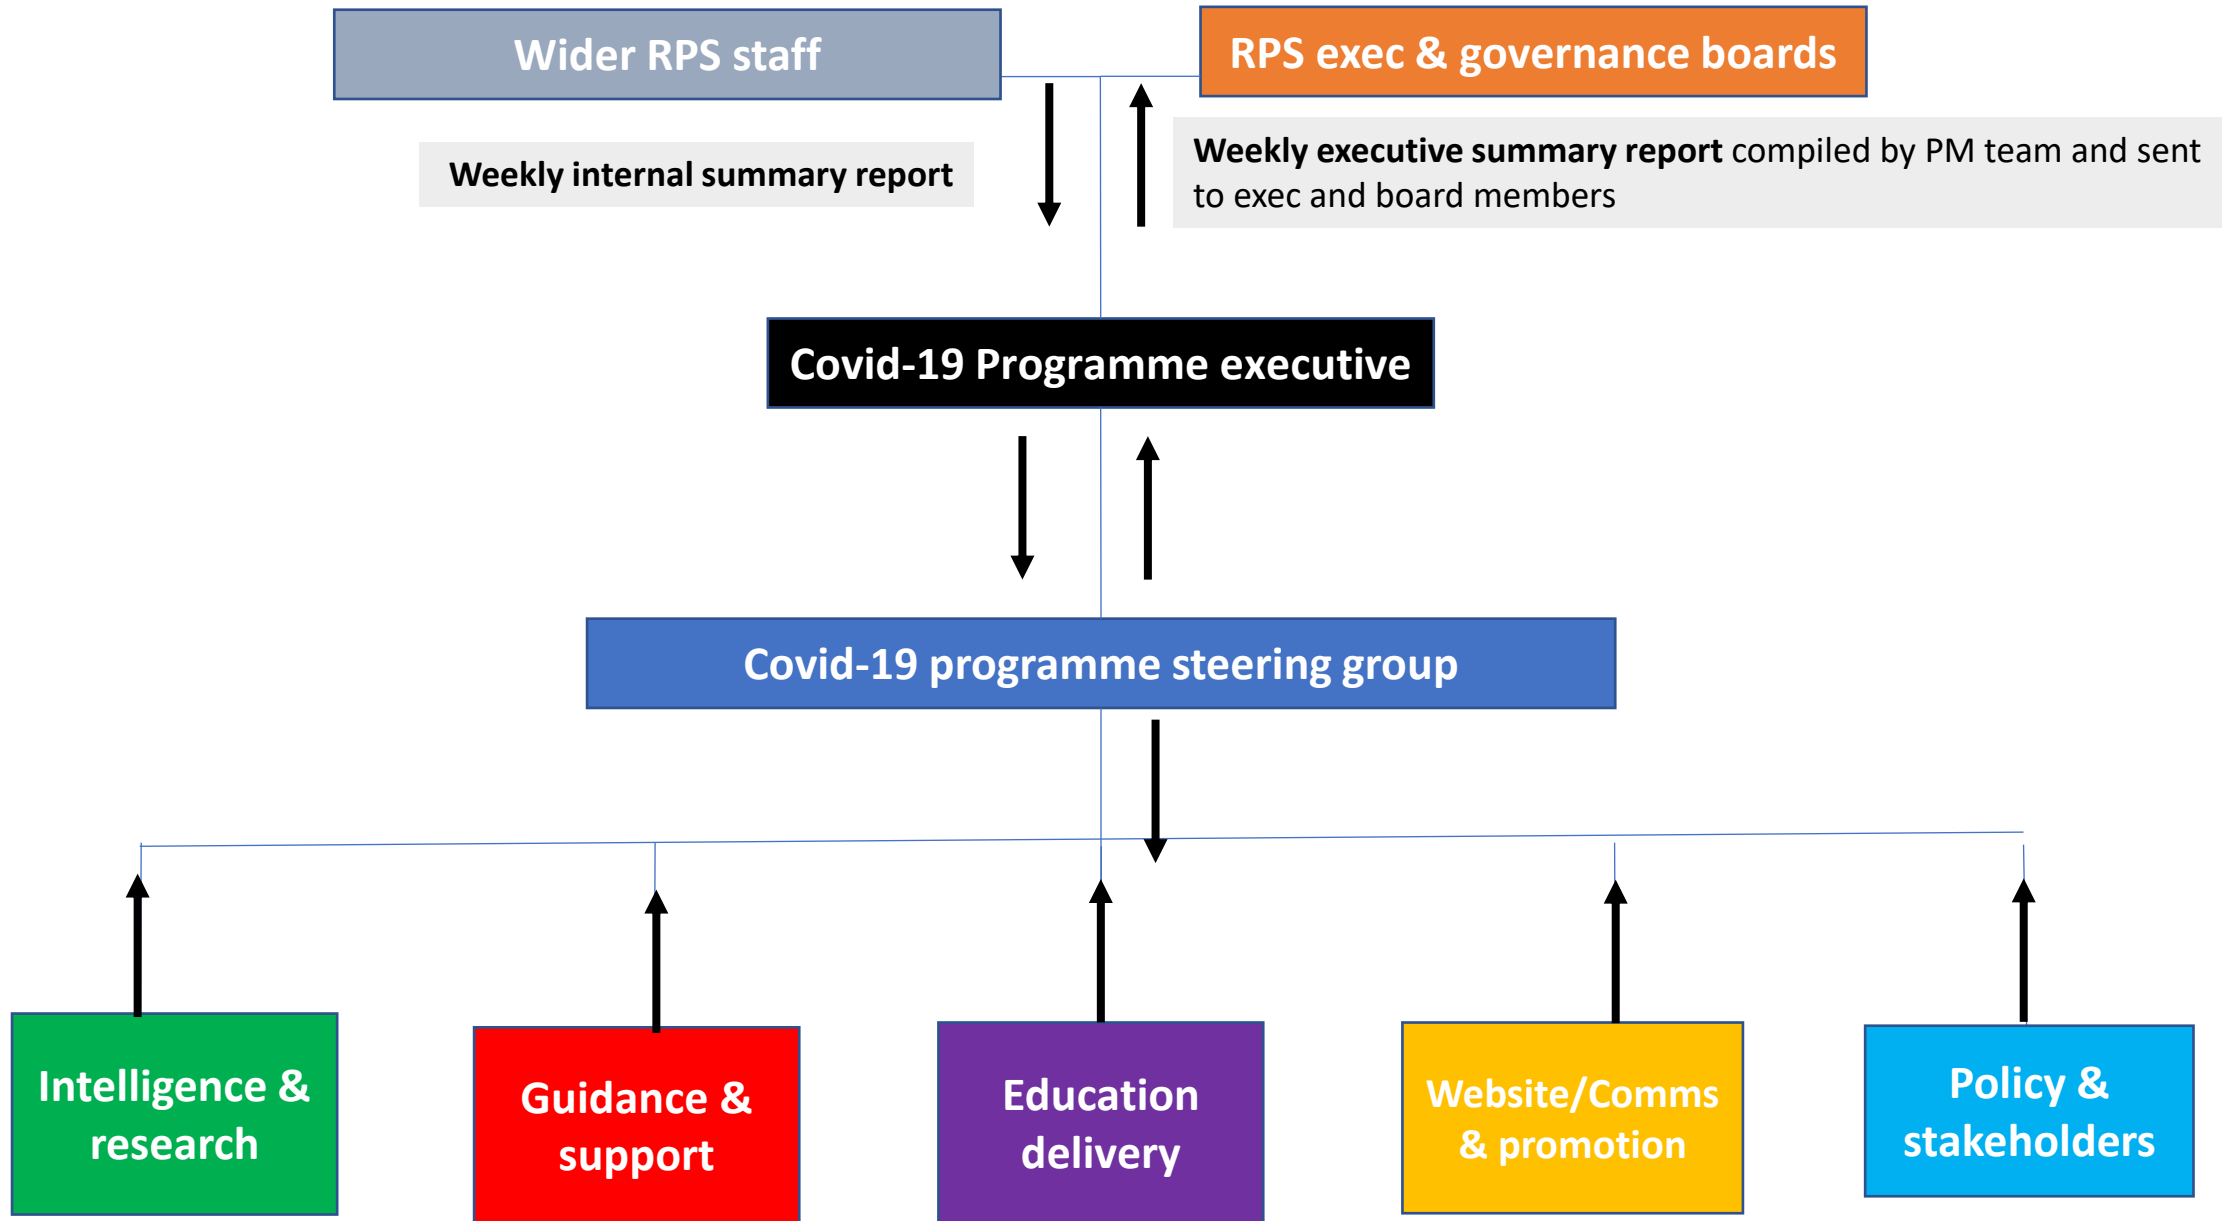 Wider RPS staff
RPS exec & governance boards
Weekly internal summary report
Weekly executive summary report compiled by PM team and sent
to exec and board members
Covid-19 Programme executive
Covid-19 programme steering group
Intelligence &
research
Guidance &
support
Education
delivery
Website/Comms
& promotion
Policy &
stakeholders